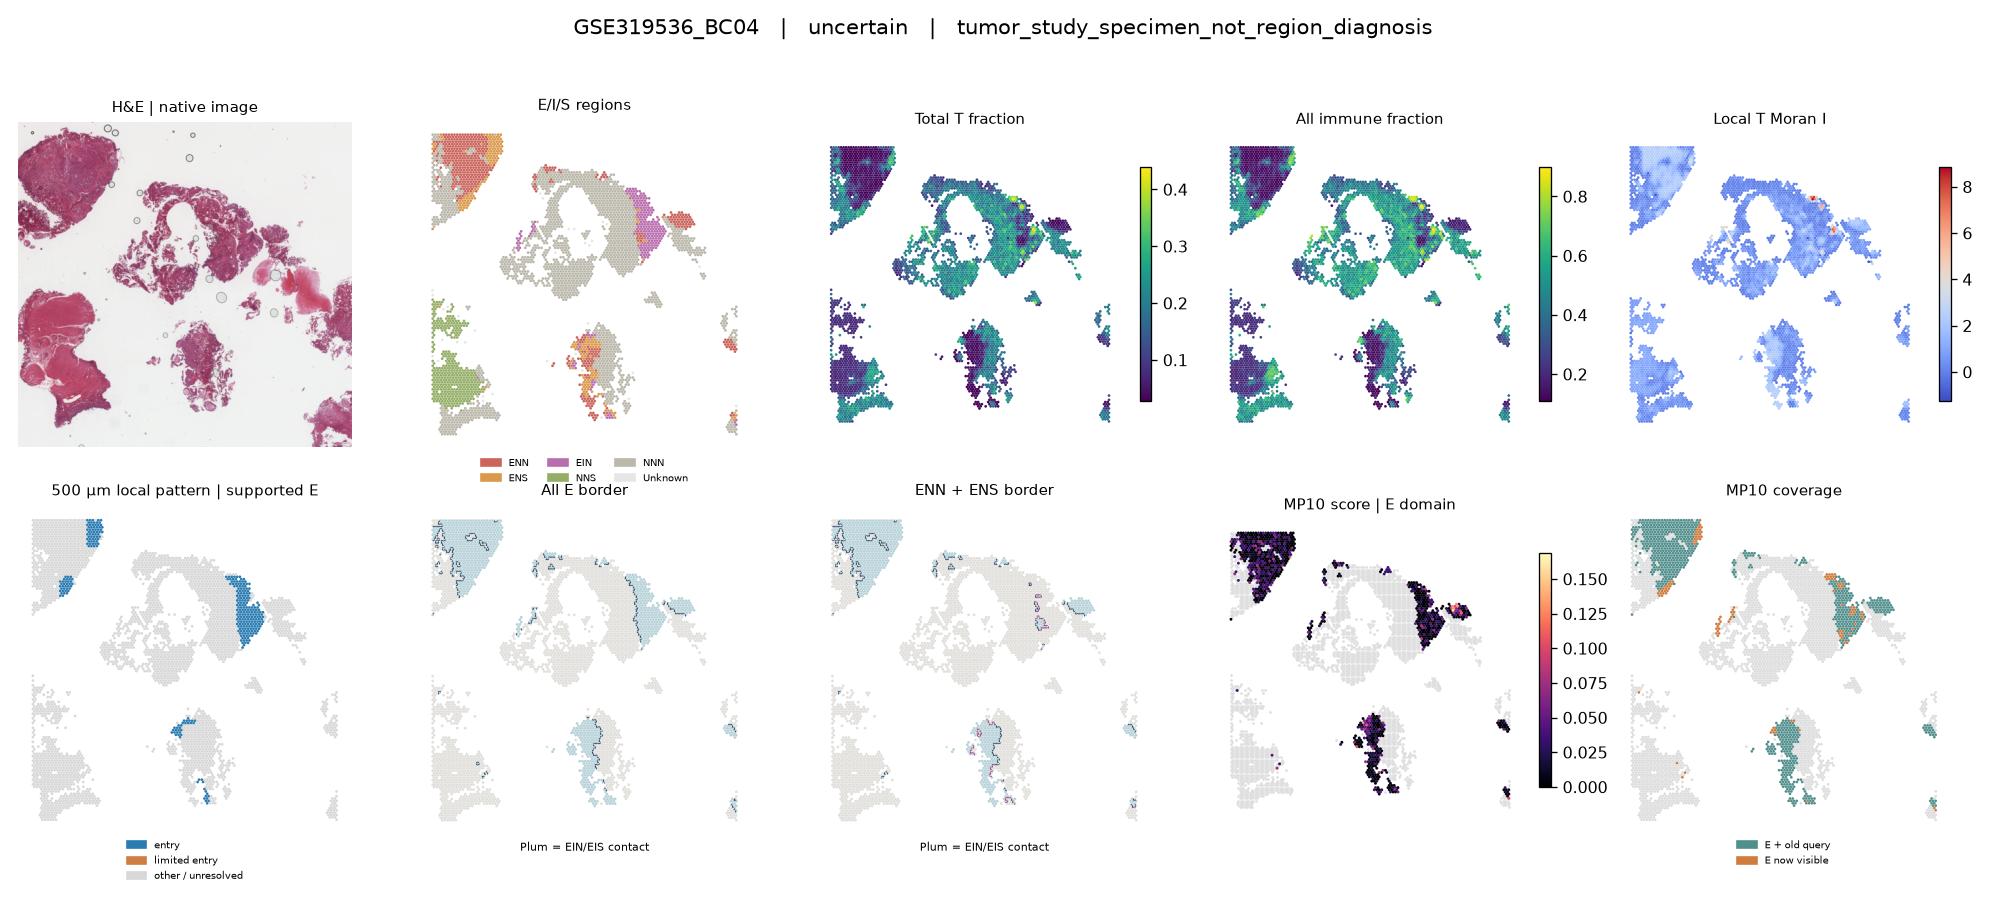 GSE319536_BC04 | uncertain | tumor_study_specimen_not_region_diagnosis
H&E | native image
E/I/S regions
Total T fraction
All immune fraction
Local T Moran I
0.4
0.3
0.2
0.1
0.8
0.6
0.4
0.2
8
6
4
2
0
ENN
EIN
NNN
ENS
NNS
Unknown
500 µm local pattern | supported E
All E border
ENN + ENS border
MP10 score | E domain
MP10 coverage
0.150
0.125
0.100
0.075
0.050
0.025
0.000
entry
limited entry
other / unresolved
Plum = EIN/EIS contact
Plum = EIN/EIS contact
E + old query
E now visible